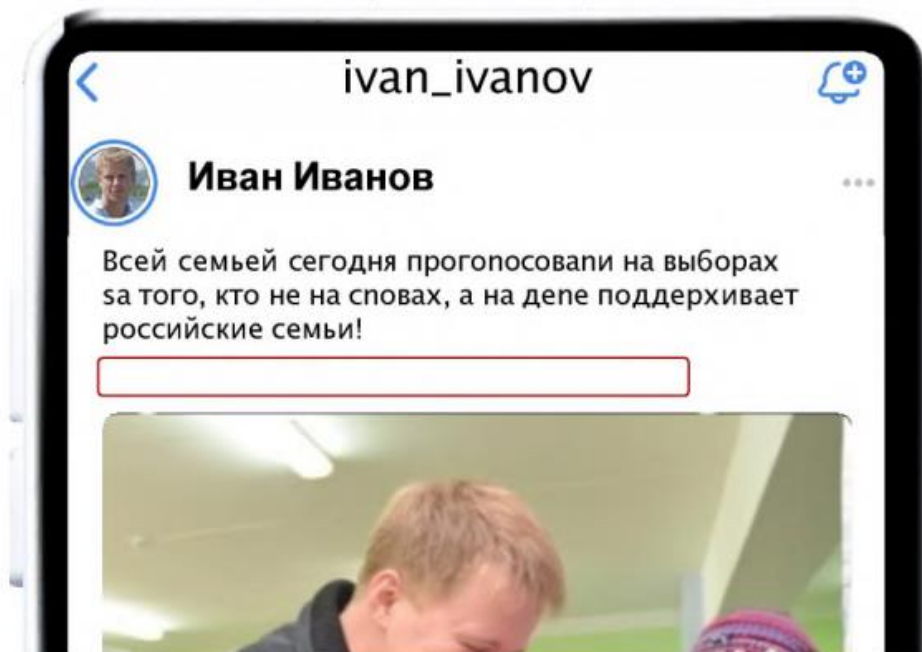 ivan_ivanov
Иван Иванов
Всей семьей сегодня прогопосовапи на выборах
sа того, кто не на сповах, а на депе поддерхивает
российские семьи!